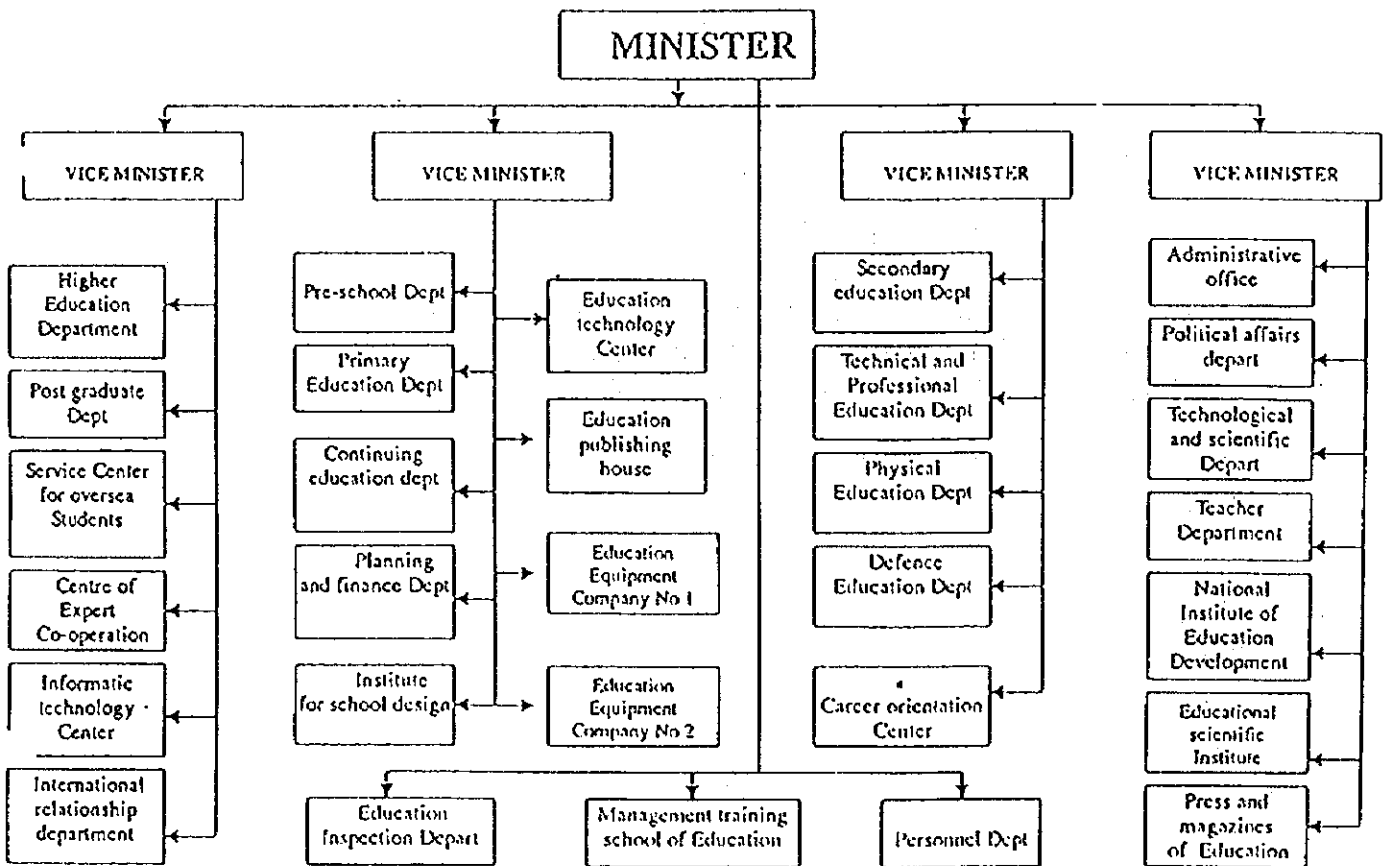 MINISTER
VICE MINISTER
VICE MINISTER
VICE MINISTER
VICE MINISTER
Higher
Education
Department
Post graduate
Dept
Service Center
for oversea
Students
Centre of
Expert
Co-operation
Informatic
technology
Center
International
relationship
department
Pre-school Dept
Primary
Education Dept
Continuing
education dept
Planning
and finance Dept
Institute
for school design
Education
technology
Center
Education
publishing
house
Education
Equipment
Company No 1
Education
Equipment
Company No 2
Secondary
education Dept
Technical and
Professional
Education Dept
Physical
Education Dept
Defence
Education Dept
Career orientation
Center
Administrative
office
Political affairs
depart
Technological
and scientific
Depart
Teacher
Department
National
Institute of
Education
Development
Educational
scientific
Institute
Press and
magazines
of Education
Education
Inspection Depart
Management training
school of Education
Personnel Dept